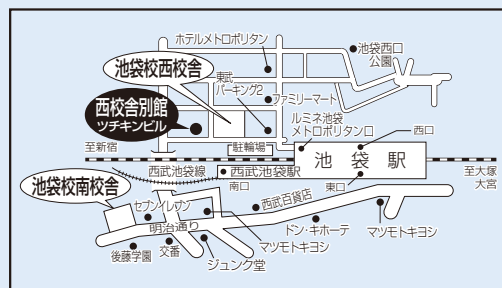 ホテルメトロポリタン
池袋西口
公園
池袋校西校舎
東武
パーキング2
ファミリーマート
西校舎別館
ツチキンビル
ルミネ池袋
メトロポリタン口
西口
至新宿
駐輪場
池袋駅
西武池袋線
西武池袋駅
至大塚
大宮
南口
東口
池袋校南校舎
セブンイレブン
西武百貨店
明治通り
ドン・キホーテ
マツモトキヨシ
マツモトキヨシ
後藤学園
交番
ジュンク堂